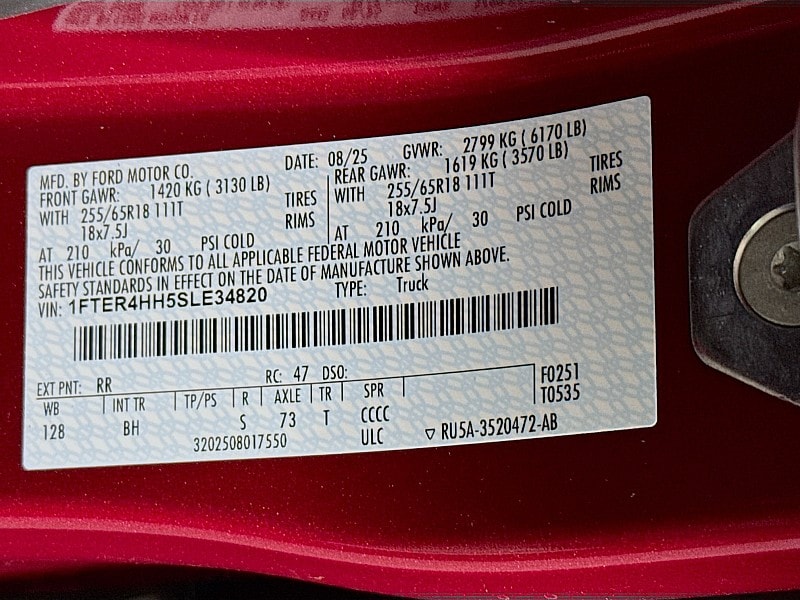 MFD. BY FORD MOTOR CO. DATE: 08/25 GVWR: 2799 KG ( 6170 LB)
FRONT GAWR: 1420 KG ( 3130 LB) REAR GAWR: 1619 KG ( 3570 LB)
WITH 255/65R18 111T TIRES WITH 255/65R18 111T TIRES
18x7.5J RIMS 18x7.5J RIMS
AT 210 kPa/ 30 PSI COLD AT 210 kPa/ 30 PSI COLD
THIS VEHICLE CONFORMS TO ALL APPLICABLE FEDERAL MOTOR VEHICLE
SAFETY STANDARDS IN EFFECT ON THE DATE OF MANUFACTURE SHOWN ABOVE.
VIN: 1FTER4HH5SLE34820 TYPE: Truck
EXT PNT: RR RC: 47 DSO: F0251
WB INT TR TP/PS R AXLE TR SPR T0535
128 BH S 73 T CCCC
3202508017550 ULC ▽ RU5A-3520472-AB